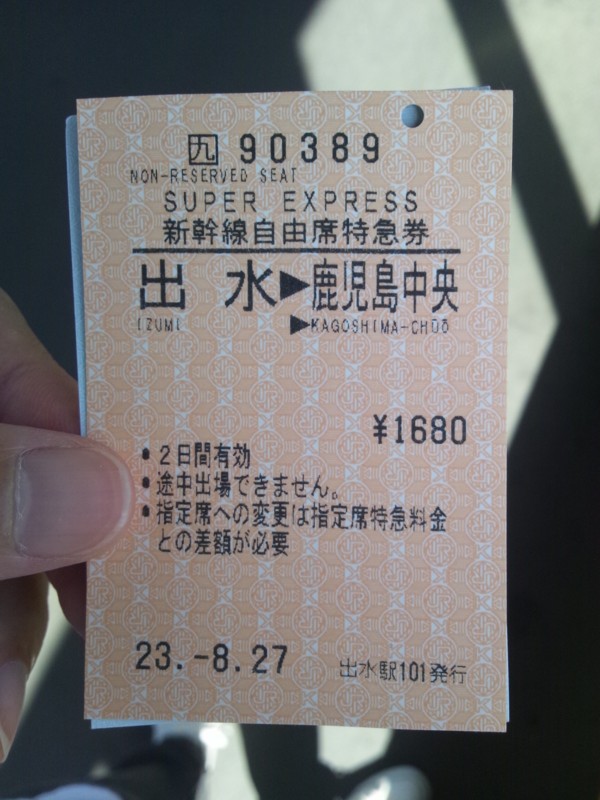 九 90389
NON-RESERVED SEAT
SUPER EXPRESS
新幹線自由席特急券
出水▶鹿児島中央
IZUMI ▶KAGOSHIMA-CHŪŌ
¥1680
•2日間有効
•途中出場できません。
•指定席への変更は指定席特急料金
との差額が必要
23.-8.27 出水駅101発行